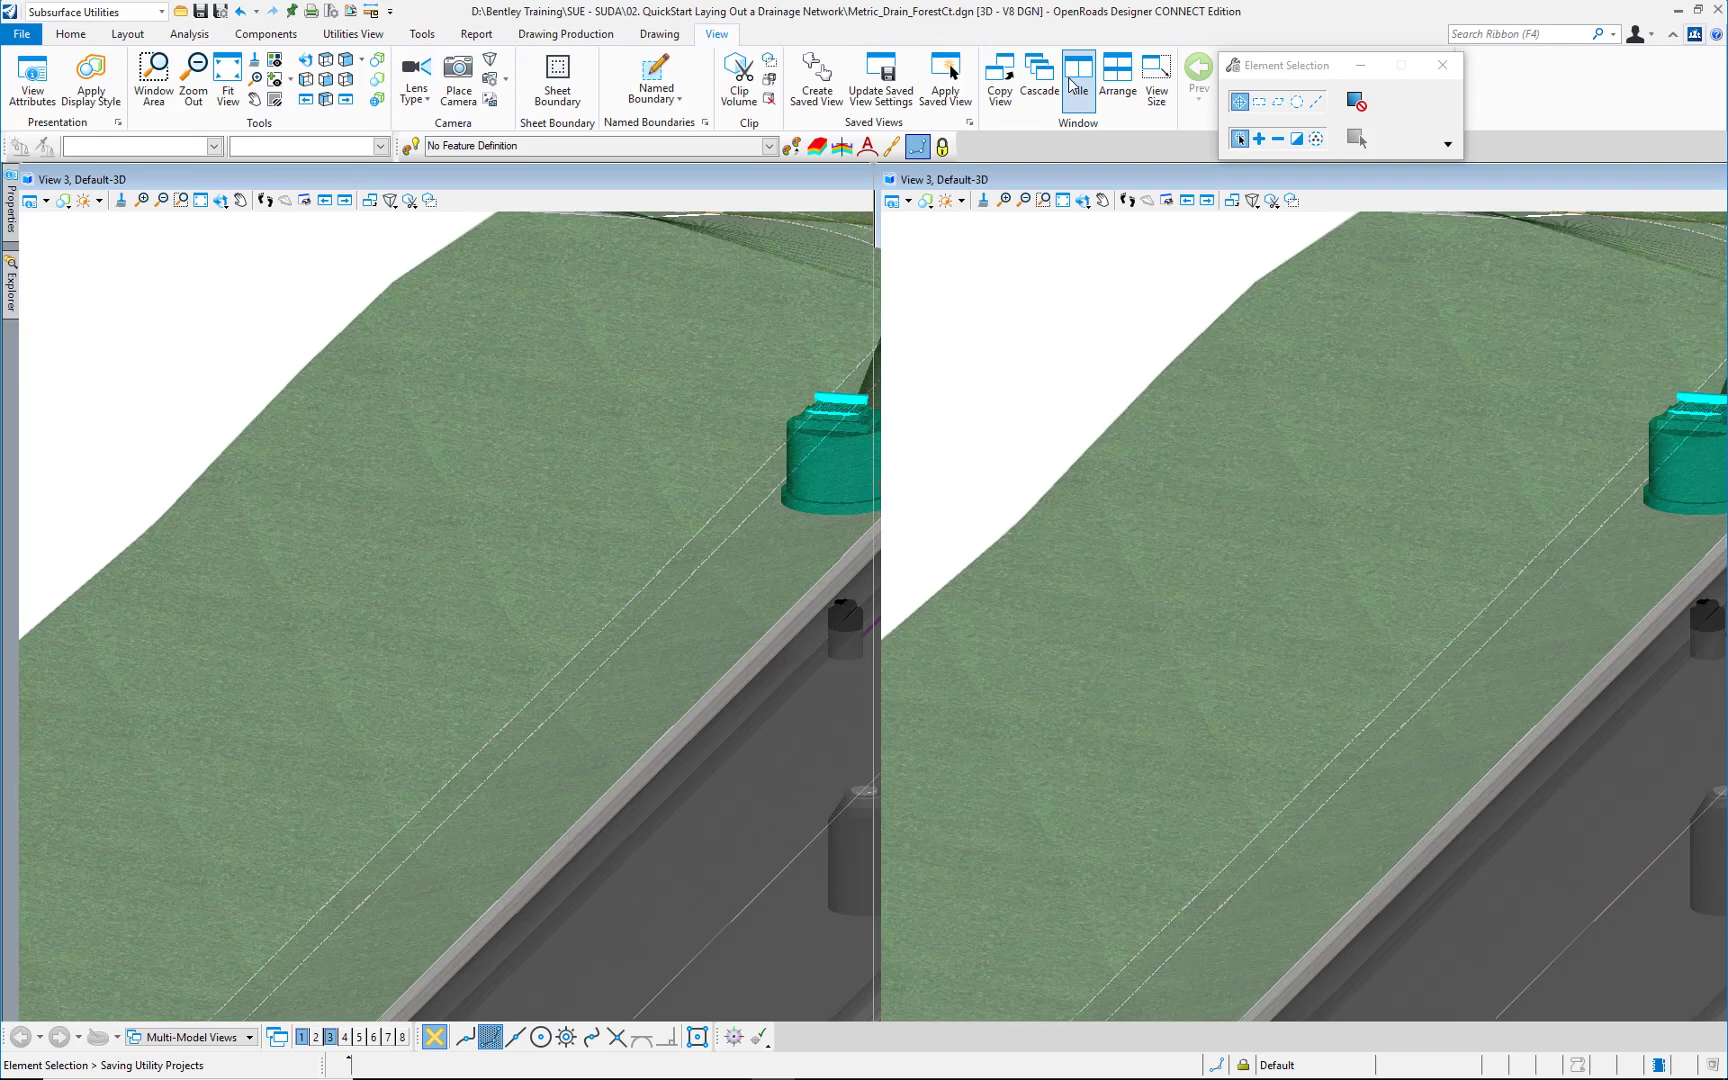 Subsurface Utilities
D:\Bentley Training\SUE - SUDA\02. QuickStart Laying Out a Drainage Network\Metric_Drain_ForestCt.dgn [3D - V8 DGN] - OpenRoads Designer CONNECT Edition
File Home Layout Analysis Components Utilities View Tools Report Drawing Production Drawing View
Search Ribbon (F4)
Element Selection
View Attributes
Apply Display Style
Window Area
Zoom Out
Fit View
Lens Type
Place Camera
Sheet Boundary
Named Boundary
Clip Volume
Create Saved View
Update Saved View Settings
Apply Saved View
Copy View
Cascade
Arrange
View Size
Prev
Presentation Tools Camera Sheet Boundary Named Boundaries Clip Saved Views Window
No Feature Definition
Properties
Explorer
View 3, Default-3D
View 3, Default-3D
Multi-Model Views 1 2 3 4 5 6 7 8
Element Selection > Saving Utility Projects
Default